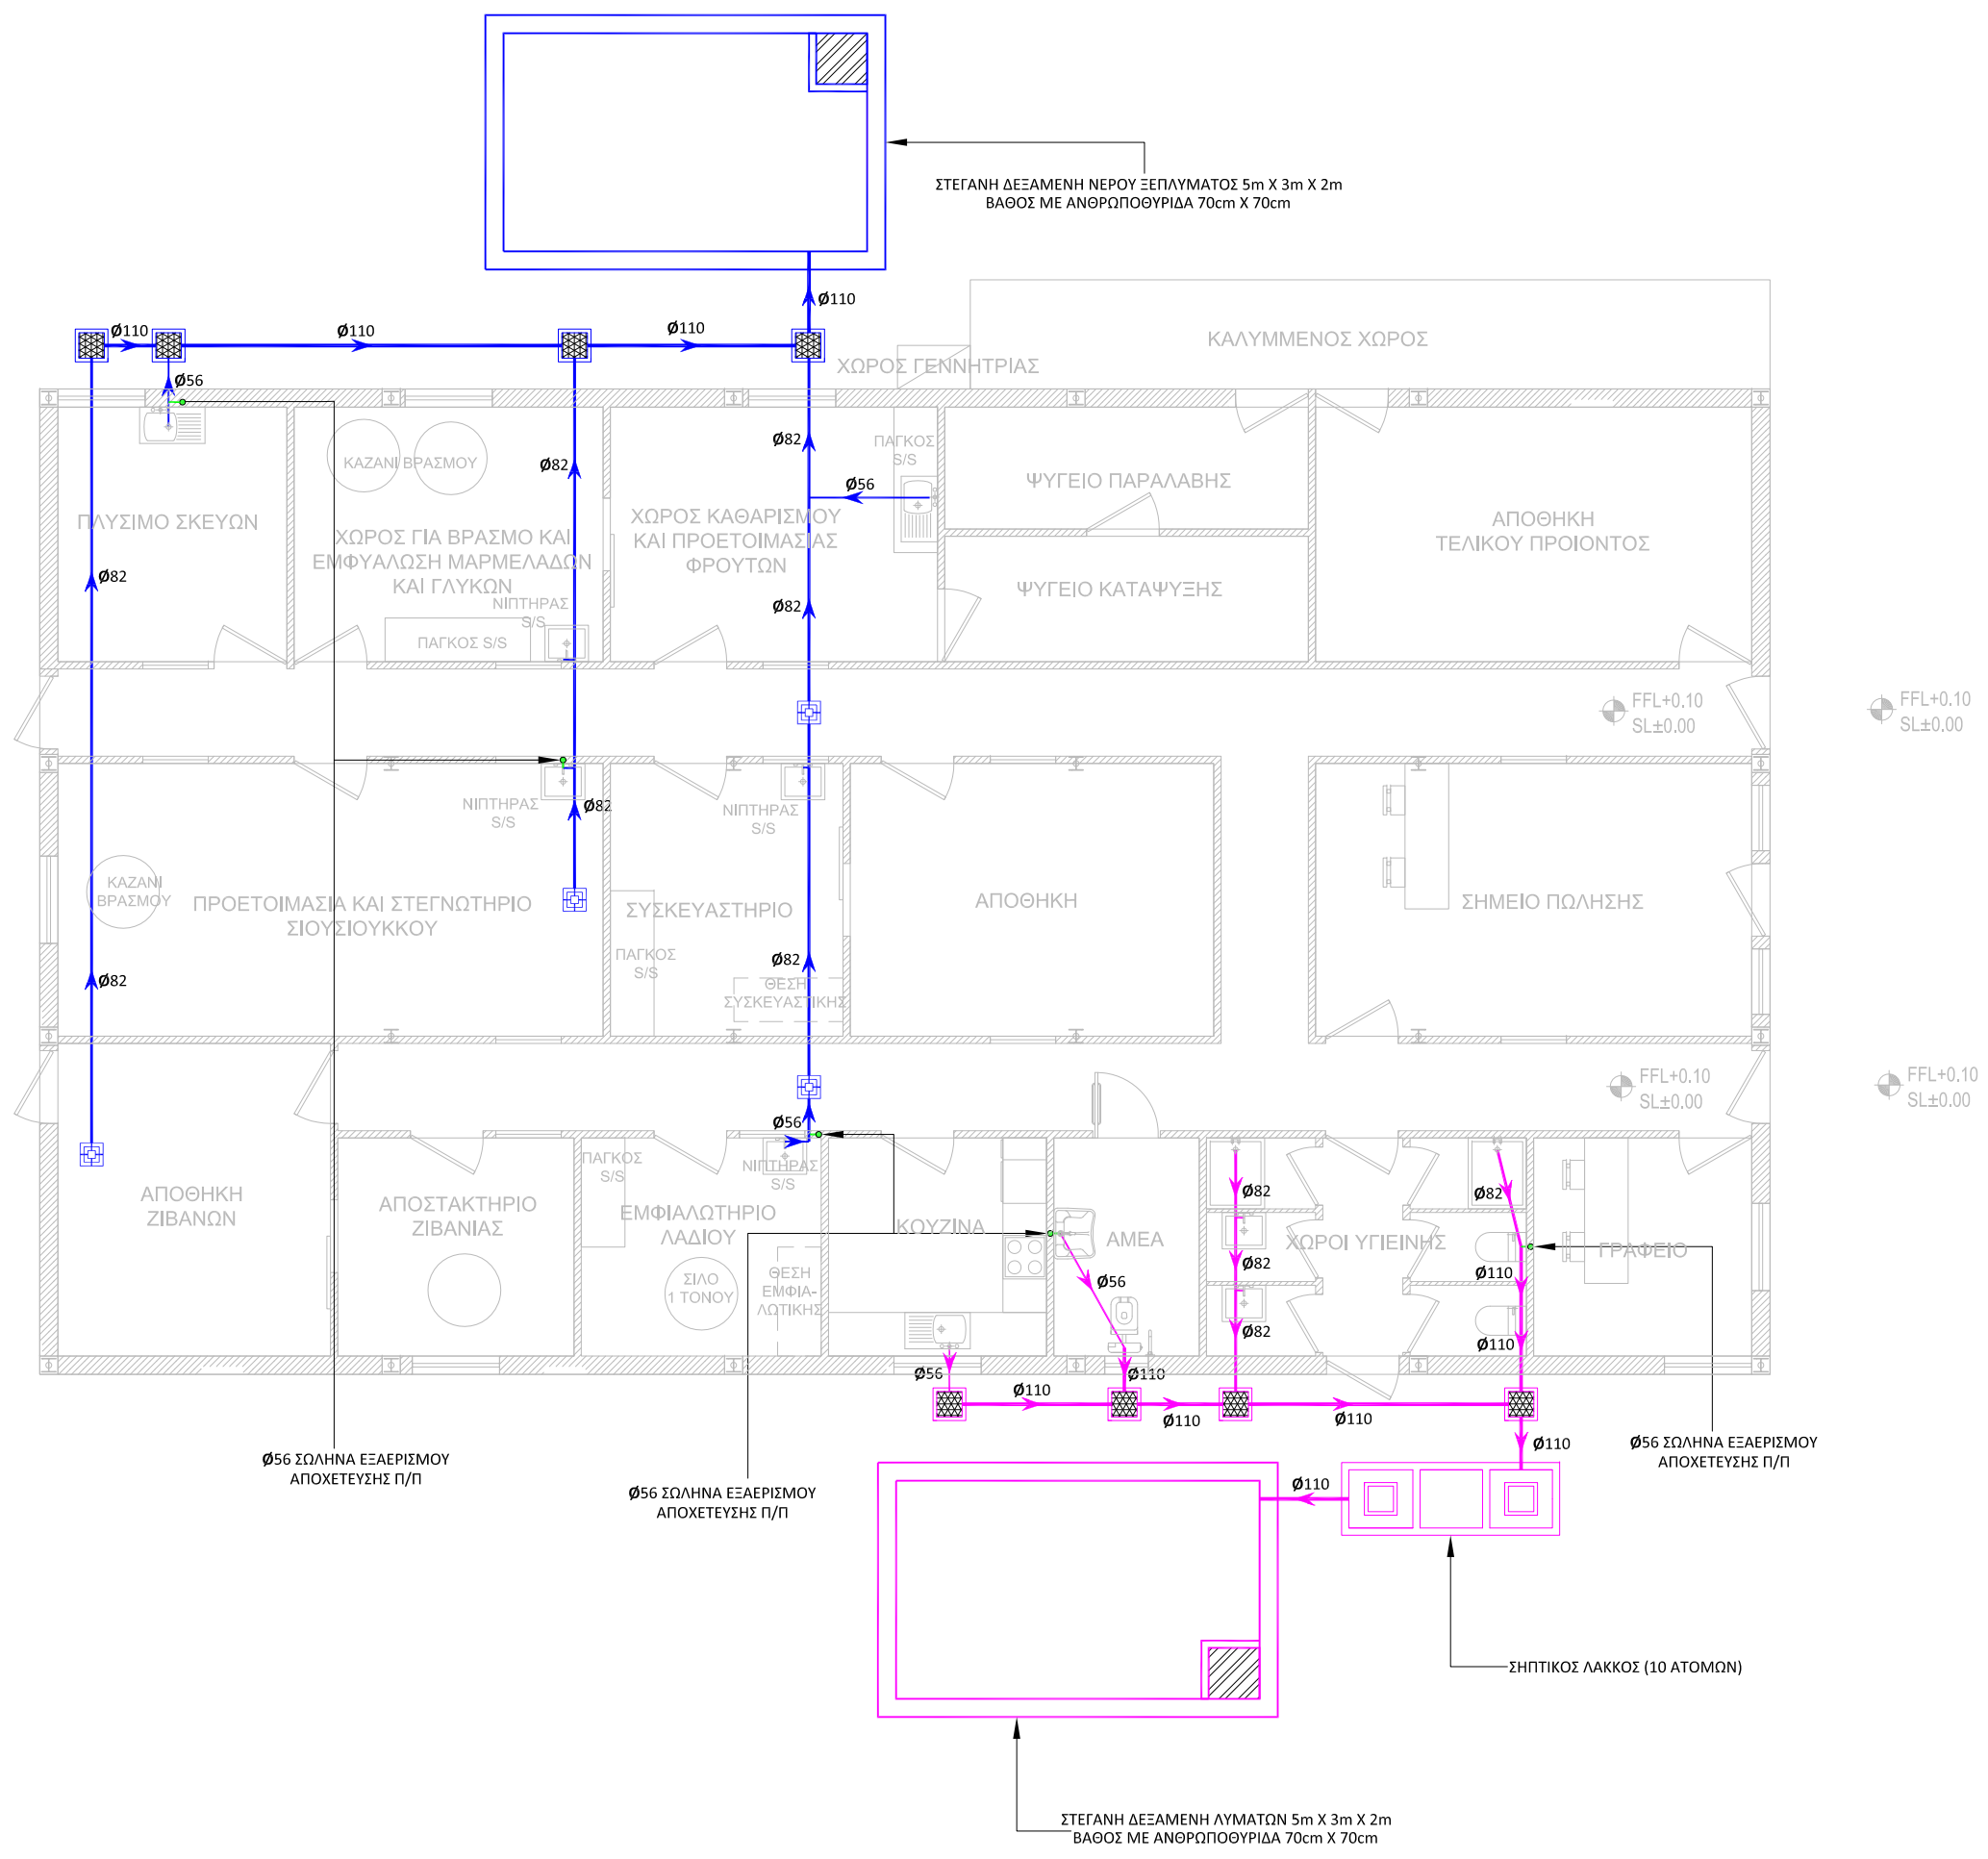 ΣΤΕΓΑΝΗ ΔΕΞΑΜΕΝΗ ΝΕΡΟΥ ΞΕΠΛΥΜΑΤΟΣ 5m X 3m X 2m
ΒΑΘΟΣ ΜΕ ΑΝΘΡΩΠΟΘΥΡΙΔΑ 70cm X 70cm
Ø110
Ø110
Ø110
Ø110
ΚΑΛΥΜΜΕΝΟΣ ΧΩΡΟΣ
ΧΩΡΟΣ ΓΕΝΝΗΤΡΙΑΣ
Ø56
Ø82
ΠΑΓΚΟΣ
S/S
ΚΑΖΑΝΙ ΒΡΑΣΜΟΥ
Ø82
Ø56
ΨΥΓΕΙΟ ΠΑΡΑΛΑΒΗΣ
ΠΛΥΣΙΜΟ ΣΚΕΥΩΝ
ΧΩΡΟΣ ΓΙΑ ΒΡΑΣΜΟ ΚΑΙ
ΕΜΦΥΑΛΩΣΗ ΜΑΡΜΕΛΑΔΩΝ
ΚΑΙ ΓΛΥΚΩΝ
ΧΩΡΟΣ ΚΑΘΑΡΙΣΜΟΥ
ΚΑΙ ΠΡΟΕΤΟΙΜΑΣΙΑΣ
ΦΡΟΥΤΩΝ
ΑΠΟΘΗΚΗ
ΤΕΛΙΚΟΥ ΠΡΟΙΟΝΤΟΣ
Ø82
ΨΥΓΕΙΟ ΚΑΤΑΨΥΞΗΣ
ΝΙΠΤΗΡΑΣ
S/S
Ø82
ΠΑΓΚΟΣ S/S
FFL+0.10
SL±0.00
FFL+0.10
SL±0.00
ΝΙΠΤΗΡΑΣ
S/S
Ø82
ΝΙΠΤΗΡΑΣ
S/S
ΚΑΖΑΝΙ
ΒΡΑΣΜΟΥ
ΠΡΟΕΤΟΙΜΑΣΙΑ ΚΑΙ ΣΤΕΓΝΩΤΗΡΙΟ
ΣΙΟΥΣΙΟΥΚΚΟΥ
ΣΥΣΚΕΥΑΣΤΗΡΙΟ
ΑΠΟΘΗΚΗ
ΣΗΜΕΙΟ ΠΩΛΗΣΗΣ
ΠΑΓΚΟΣ
S/S
Ø82
Ø82
ΘΕΣΗ
ΣΥΣΚΕΥΑΣΤΙΚΗΣ
FFL+0.10
SL±0.00
FFL+0.10
SL±0.00
Ø56
ΠΑΓΚΟΣ
S/S
ΝΙΠΤΗΡΑΣ
S/S
ΑΠΟΘΗΚΗ
ΖΙΒΑΝΩΝ
ΑΠΟΣΤΑΚΤΗΡΙΟ
ΖΙΒΑΝΙΑΣ
ΕΜΦΙΑΛΩΤΗΡΙΟ
ΛΑΔΙΟΥ
ΚΟΥΖΙΝΑ
ΑΜΕΑ
Ø82
Ø82
ΧΩΡΟΙ ΥΓΙΕΙΝΗΣ
ΓΡΑΦΕΙΟ
ΣΙΛΟ
1 ΤΟΝΟΥ
ΘΕΣΗ
ΕΜΦΙΑ-
ΛΩΤΙΚΗΣ
Ø56
Ø82
Ø110
Ø82
Ø110
Ø56
Ø110
Ø110
Ø110
Ø110
Ø110
Ø56 ΣΩΛΗΝΑ ΕΞΑΕΡΙΣΜΟΥ
ΑΠΟΧΕΤΕΥΣΗΣ Π/Π
Ø56 ΣΩΛΗΝΑ ΕΞΑΕΡΙΣΜΟΥ
ΑΠΟΧΕΤΕΥΣΗΣ Π/Π
Ø56 ΣΩΛΗΝΑ ΕΞΑΕΡΙΣΜΟΥ
ΑΠΟΧΕΤΕΥΣΗΣ Π/Π
Ø110
ΣΗΠΤΙΚΟΣ ΛΑΚΚΟΣ (10 ΑΤΟΜΩΝ)
ΣΤΕΓΑΝΗ ΔΕΞΑΜΕΝΗ ΛΥΜΑΤΩΝ 5m X 3m X 2m
ΒΑΘΟΣ ΜΕ ΑΝΘΡΩΠΟΘΥΡΙΔΑ 70cm X 70cm